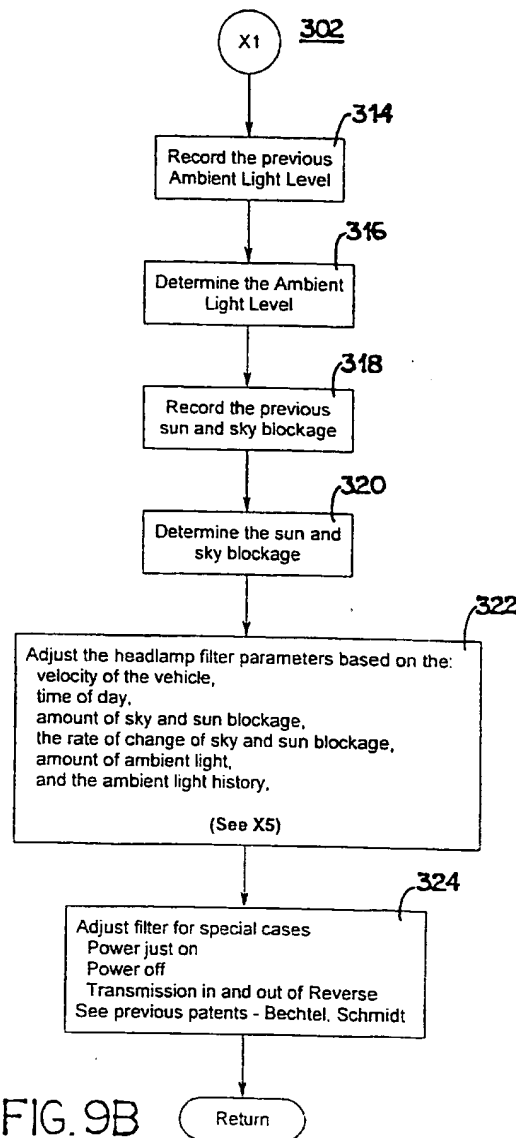 X1
302
314
Record the previous
Ambient Light Level
316
Determine the Ambient
Light Level
318
Record the previous
sun and sky blockage
320
Determine the sun and
sky blockage
322
Adjust the headlamp filter parameters based on the:
velocity of the vehicle,
time of day,
amount of sky and sun blockage,
the rate of change of sky and sun blockage,
amount of ambient light,
and the ambient light history,
(See X5)
324
Adjust filter for special cases
Power just on
Power off
Transmission in and out of Reverse
See previous patents - Bechtel, Schmidt
FIG. 9B
Return